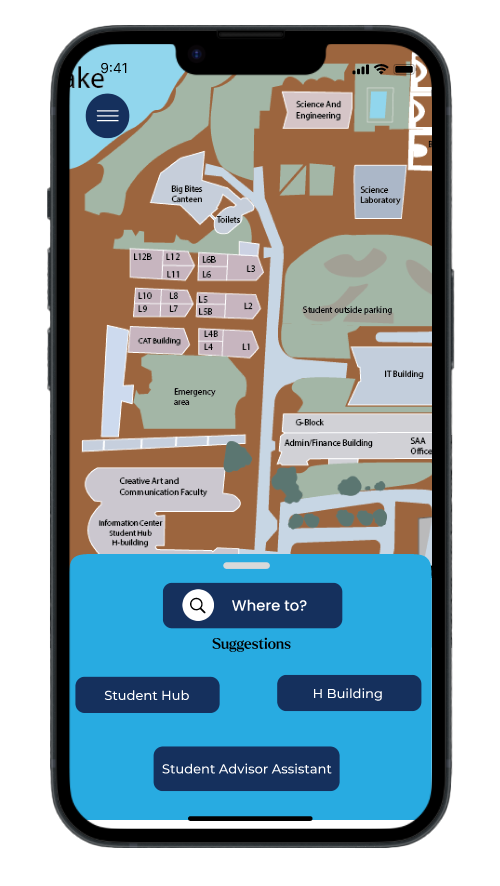 9:41
ake
Science And
Engineering
Big Bites
Canteen
Toilets
Science
Laboratory
L12B
L12
L11
L6B
L6
L3
L10
L8
L9
L7
L5
L5B
L2
CAT Building
L4B
L4
L1
Student outside parking
IT Building
Emergency
area
G-Block
Admin/Finance Building
SAA
Office
Creative Art and
Communication Faculty
Information Center
Student Hub
H-building
Where to?
Suggestions
Student Hub
H Building
Student Advisor Assistant